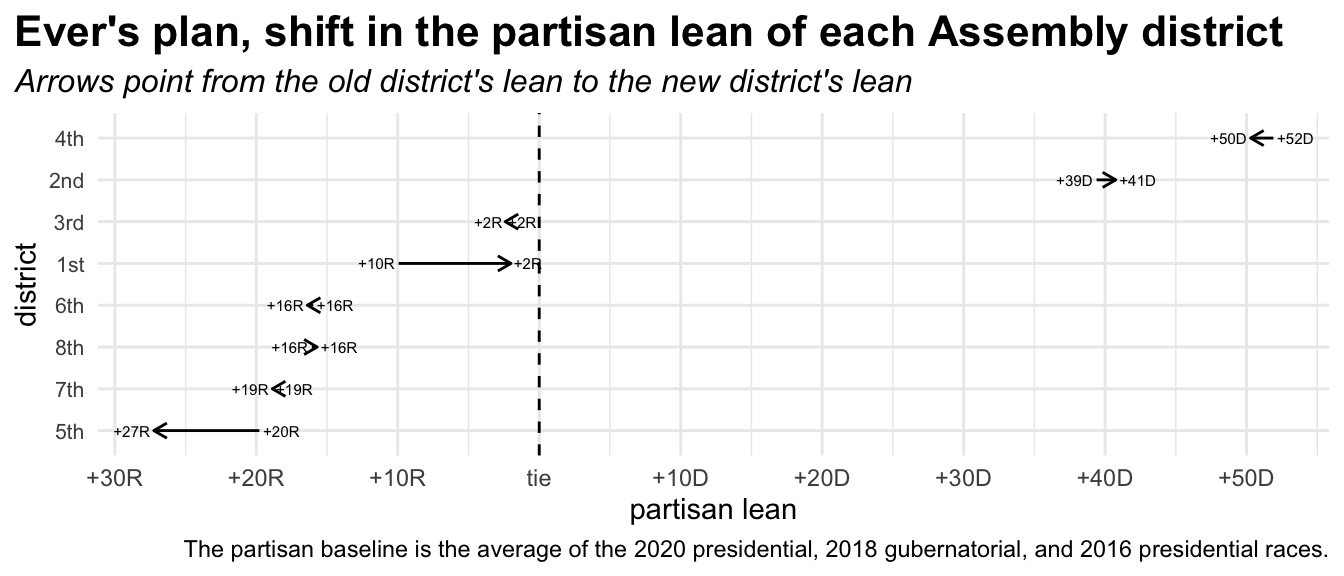 Ever's plan, shift in the partisan lean of each Assembly district
Arrows point from the old district's lean to the new district's lean
district
4th +50D +52D
2nd +39D +41D
3rd +2R +2R
1st +10R +2R
6th +16R +16R
8th +16R +16R
7th +19R +19R
5th +27R +20R
+30R +20R +10R tie +10D +20D +30D +40D +50D
partisan lean
The partisan baseline is the average of the 2020 presidential, 2018 gubernatorial, and 2016 presidential races.